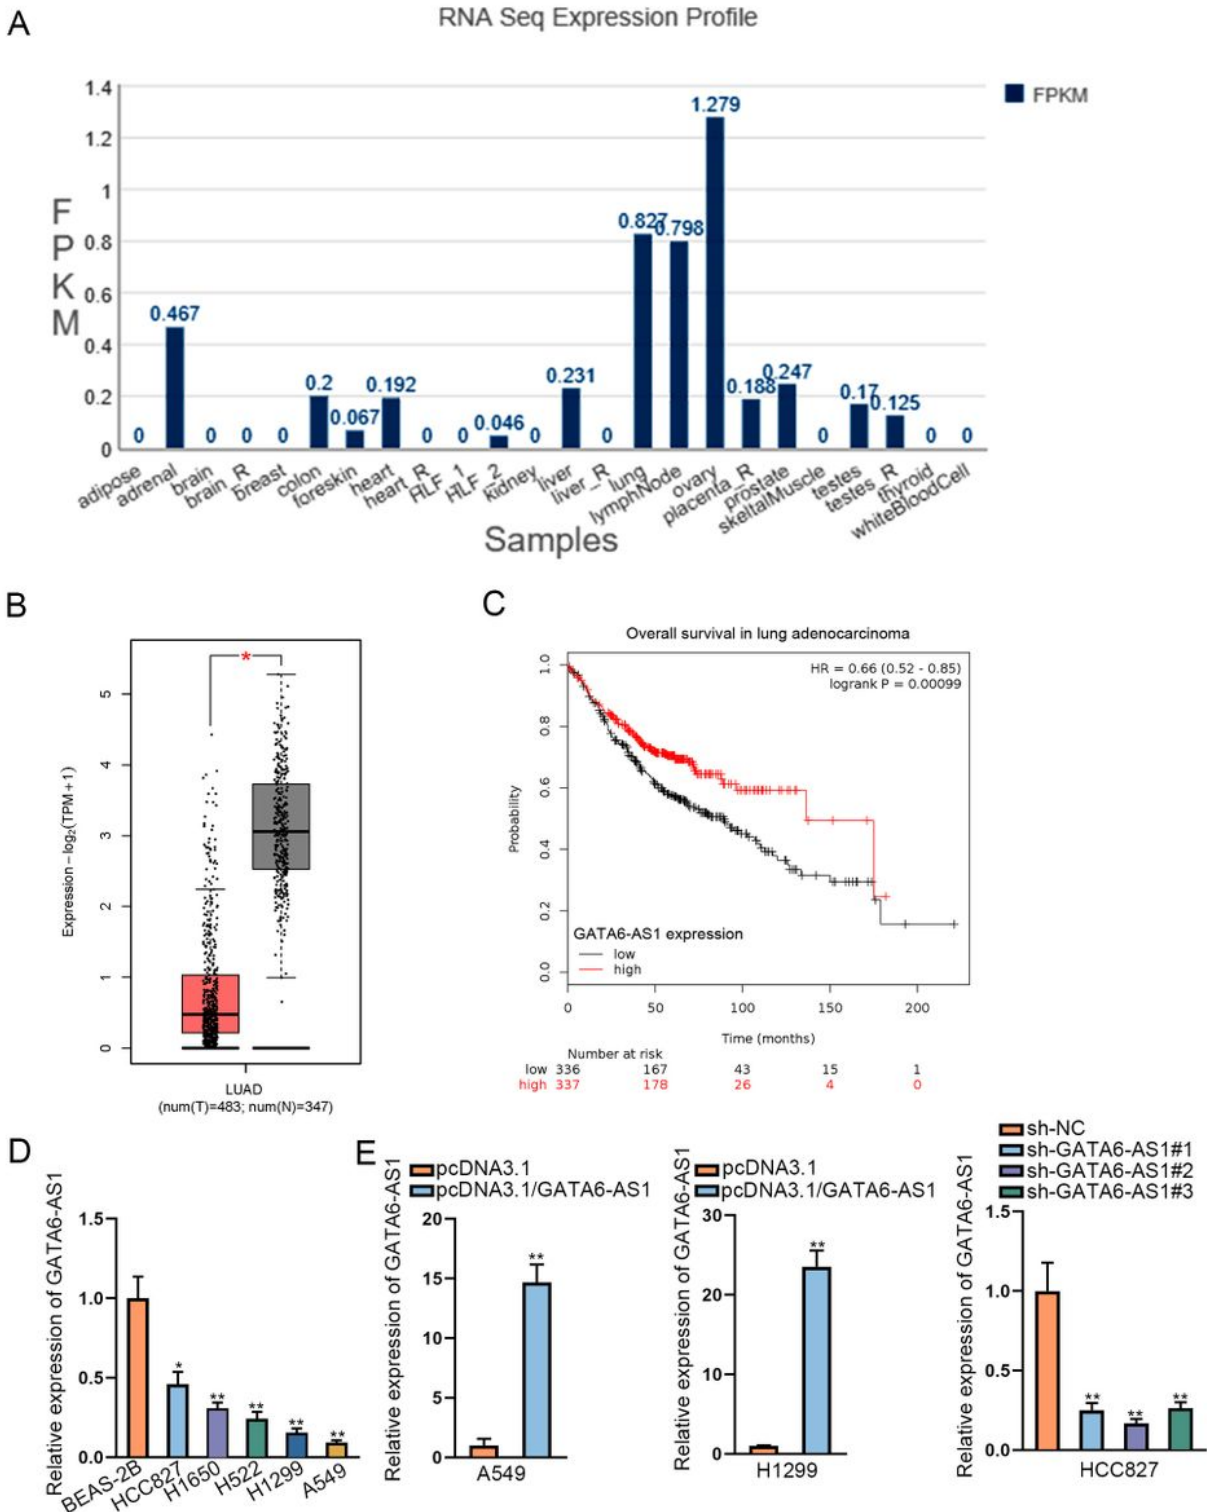 A
RNA Seq Expression Profile
FPKM
FPKM
1.4
1.2
1
0.8
0.6
0.4
0.2
0
0
0.467
0
0
0
0.2
0.067
0.192
0
0
0.046
0
0.231
0
0.827
0.798
1.279
0.188
0.247
0
0.17
0.125
0
0
adipose
adrenal
brain
brain_R
breast
colon
foreskin
heart
heart_R
HLF_1
HLF_2
kidney
liver
liver_R
lung
lymphNode
ovary
placenta_R
prostate
skeltalMuscle
testes
testes_R
thyroid
whiteBloodCell
Samples
B
*
Expression – log2(TPM+1)
5
4
3
2
1
0
LUAD
(num(T)=483; num(N)=347)
C
Overall survival in lung adenocarcinoma
HR = 0.66 (0.52 - 0.85)
logrank P = 0.00099
Probability
1.0
0.8
0.6
0.4
0.2
0.0
GATA6-AS1 expression
low
high
0 50 100 150 200
Time (months)
Number at risk
low 336 167 43 15 1
high 337 178 26 4 0
D
Relative expression of GATA6-AS1
1.5
1.0
0.5
0.0
* ** ** ** **
BEAS-2B
HCC827
H1650
H522
H1299
A549
E
pcDNA3.1
pcDNA3.1/GATA6-AS1
Relative expression of GATA6-AS1
20
15
10
5
0
**
A549
pcDNA3.1
pcDNA3.1/GATA6-AS1
Relative expression of GATA6-AS1
30
20
10
0
**
H1299
sh-NC
sh-GATA6-AS1#1
sh-GATA6-AS1#2
sh-GATA6-AS1#3
Relative expression of GATA6-AS1
1.5
1.0
0.5
0.0
** ** **
HCC827